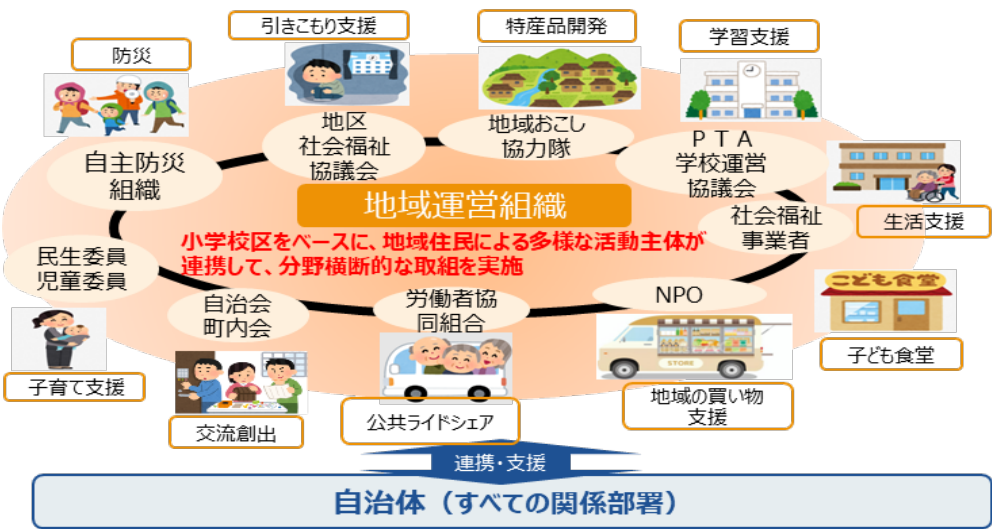 引きこもり支援
特産品開発
学習支援
防災
地区
社会福祉
協議会
地域おこし
協力隊
ＰＴＡ
学校運営
協議会
自主防災
組織
地域運営組織
社会福祉
事業者
生活支援
小学校区をベースに、地域住民による多様な活動主体が
連携して、分野横断的な取組を実施
民生委員
児童委員
自治会
町内会
労働者協
同組合
NPO
こども食堂
STORE
子ども食堂
子育て支援
交流創出
公共ライドシェア
地域の買い物
支援
連携・支援
自治体（すべての関係部署）